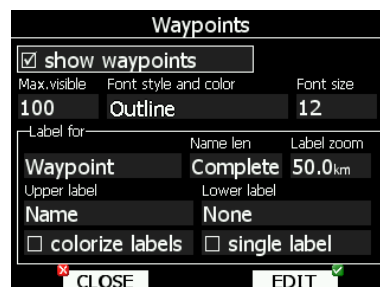 Waypoints
☑ show waypoints
Max.visible Font style and color Font size
100 Outline 12
Label for
Name len Label zoom
Waypoint Complete 50.0km
Upper label Lower label
Name None
☐ colorize labels ☐ single label
CLOSE EDIT